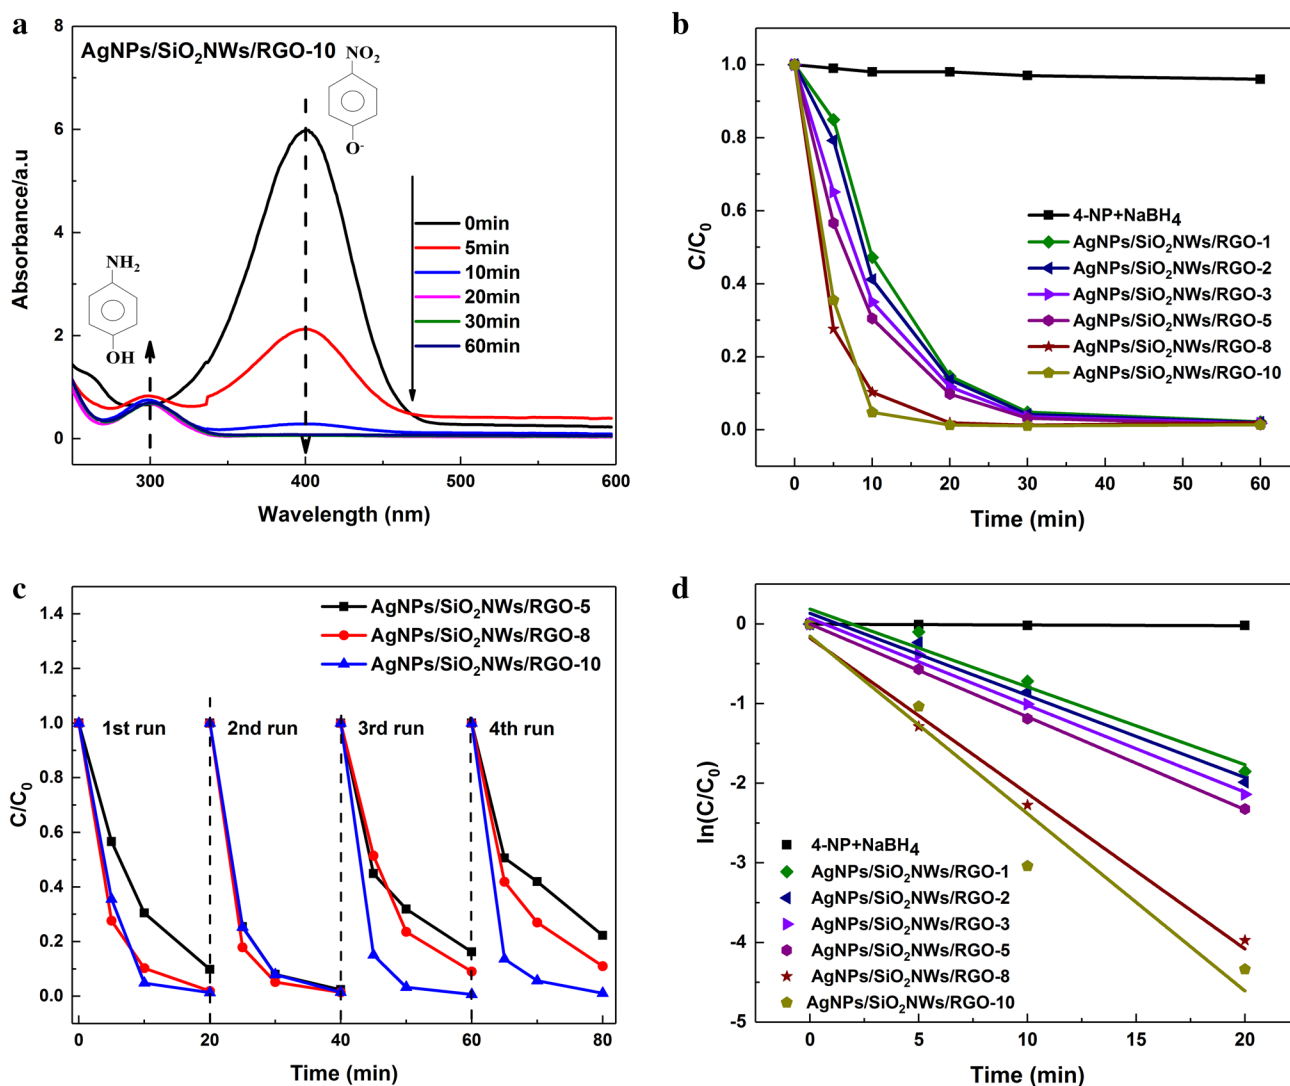 a
AgNPs/SiO₂NWs/RGO-10
NO₂
O⁻
NH₂
OH
0min
5min
10min
20min
30min
60min
8
6
4
2
0
300
400
500
600
Absorbance/a.u
Wavelength (nm)
b
4-NP+NaBH₄
AgNPs/SiO₂NWs/RGO-1
AgNPs/SiO₂NWs/RGO-2
AgNPs/SiO₂NWs/RGO-3
AgNPs/SiO₂NWs/RGO-5
AgNPs/SiO₂NWs/RGO-8
AgNPs/SiO₂NWs/RGO-10
1.0
0.8
0.6
0.4
0.2
0.0
0
10
20
30
40
50
60
C/C₀
Time (min)
c
AgNPs/SiO₂NWs/RGO-5
AgNPs/SiO₂NWs/RGO-8
AgNPs/SiO₂NWs/RGO-10
1st run
2nd run
3rd run
4th run
1.4
1.2
1.0
0.8
0.6
0.4
0.2
0.0
0
20
40
60
80
C/C₀
Time (min)
d
4-NP+NaBH₄
AgNPs/SiO₂NWs/RGO-1
AgNPs/SiO₂NWs/RGO-2
AgNPs/SiO₂NWs/RGO-3
AgNPs/SiO₂NWs/RGO-5
AgNPs/SiO₂NWs/RGO-8
AgNPs/SiO₂NWs/RGO-10
0
-1
-2
-3
-4
-5
0
5
10
15
20
ln(C/C₀)
Time (min)